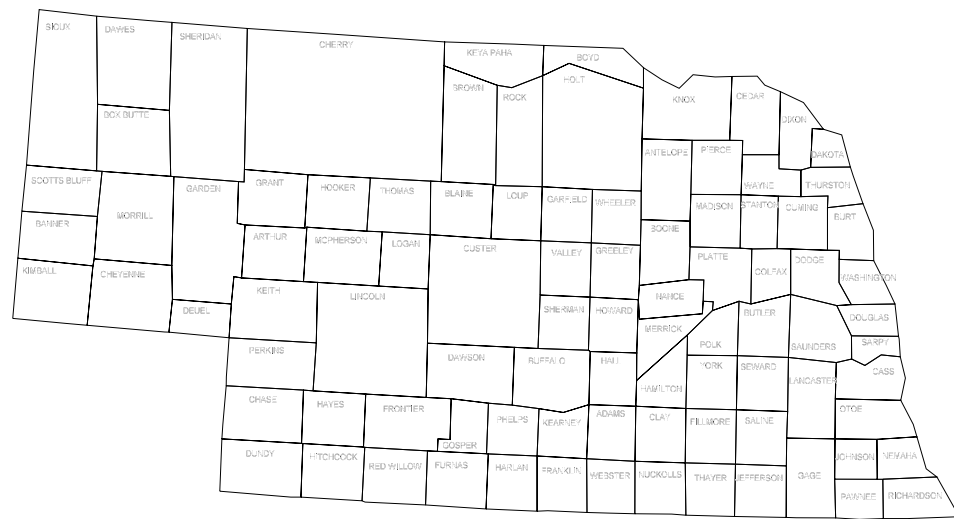 SIOUX
DAWES
SHERIDAN
CHERRY
KEYA PAHA
BOYD
BROWN
ROCK
HOLT
KNOX
CEDAR
DIXON
DAKOTA
BOX BUTTE
ANTELOPE
PIERCE
WAYNE
THURSTON
SCOTTS BLUFF
MORRILL
GARDEN
GRANT
HOOKER
THOMAS
BLAINE
LOUP
GARFIELD
WHEELER
MADISON
STANTON
CUMING
BURT
BANNER
ARTHUR
MCPHERSON
LOGAN
CUSTER
VALLEY
GREELEY
BOONE
PLATTE
COLFAX
DODGE
WASHINGTON
KIMBALL
CHEYENNE
DEUEL
KEITH
LINCOLN
SHERMAN
HOWARD
NANCE
MERRICK
POLK
BUTLER
SAUNDERS
DOUGLAS
SARPY
PERKINS
DAWSON
BUFFALO
HALL
HAMILTON
YORK
SEWARD
LANCASTER
CASS
CHASE
HAYES
FRONTIER
GOSPER
PHELPS
KEARNEY
ADAMS
CLAY
FILLMORE
SALINE
OTOE
DUNDY
HITCHCOCK
RED WILLOW
FURNAS
HARLAN
FRANKLIN
WEBSTER
NUCKOLLS
THAYER
JEFFERSON
GAGE
JOHNSON
NEMAHA
PAWNEE
RICHARDSON